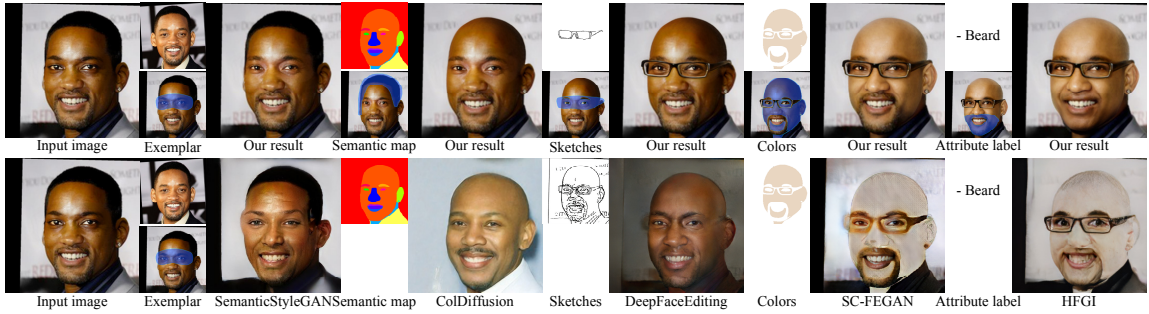 - Beard
Input image Exemplar Our result Semantic map Our result Sketches Our result Colors Our result Attribute label Our result
- Beard
Input image Exemplar SemanticStyleGAN Semantic map ColDiffusion Sketches DeepFaceEditing Colors SC-FEGAN Attribute label HFGI